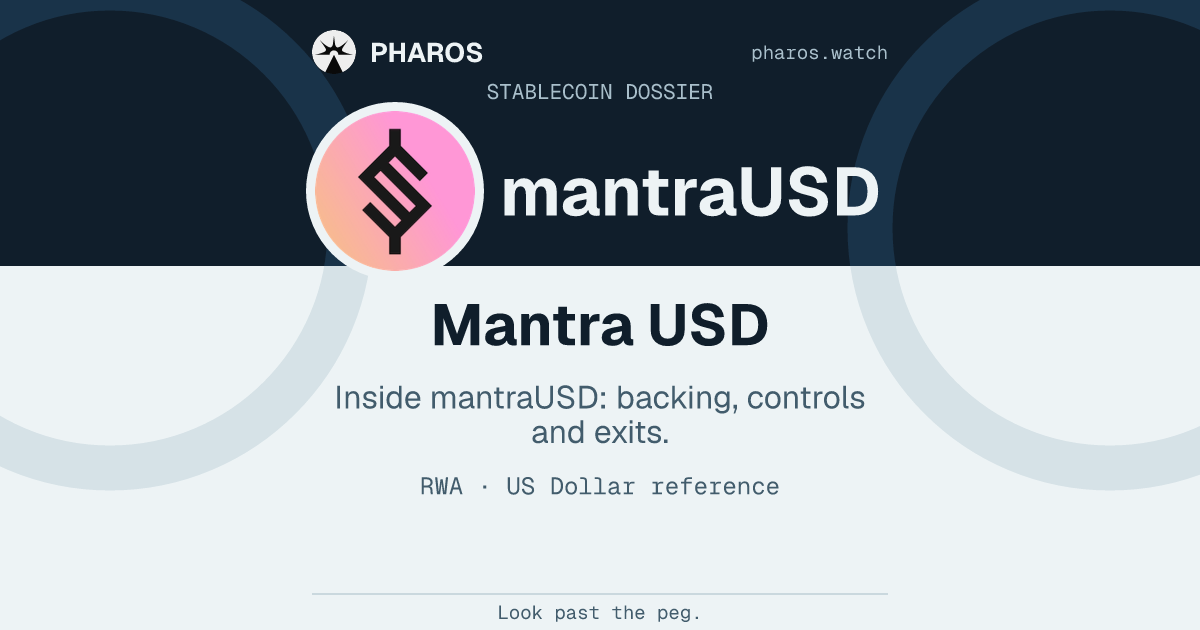 PHAROS
pharos.watch
STABLECOIN DOSSIER
mantraUSD
Mantra USD
Inside mantraUSD: backing, controls
and exits.
RWA · US Dollar reference
Look past the peg.